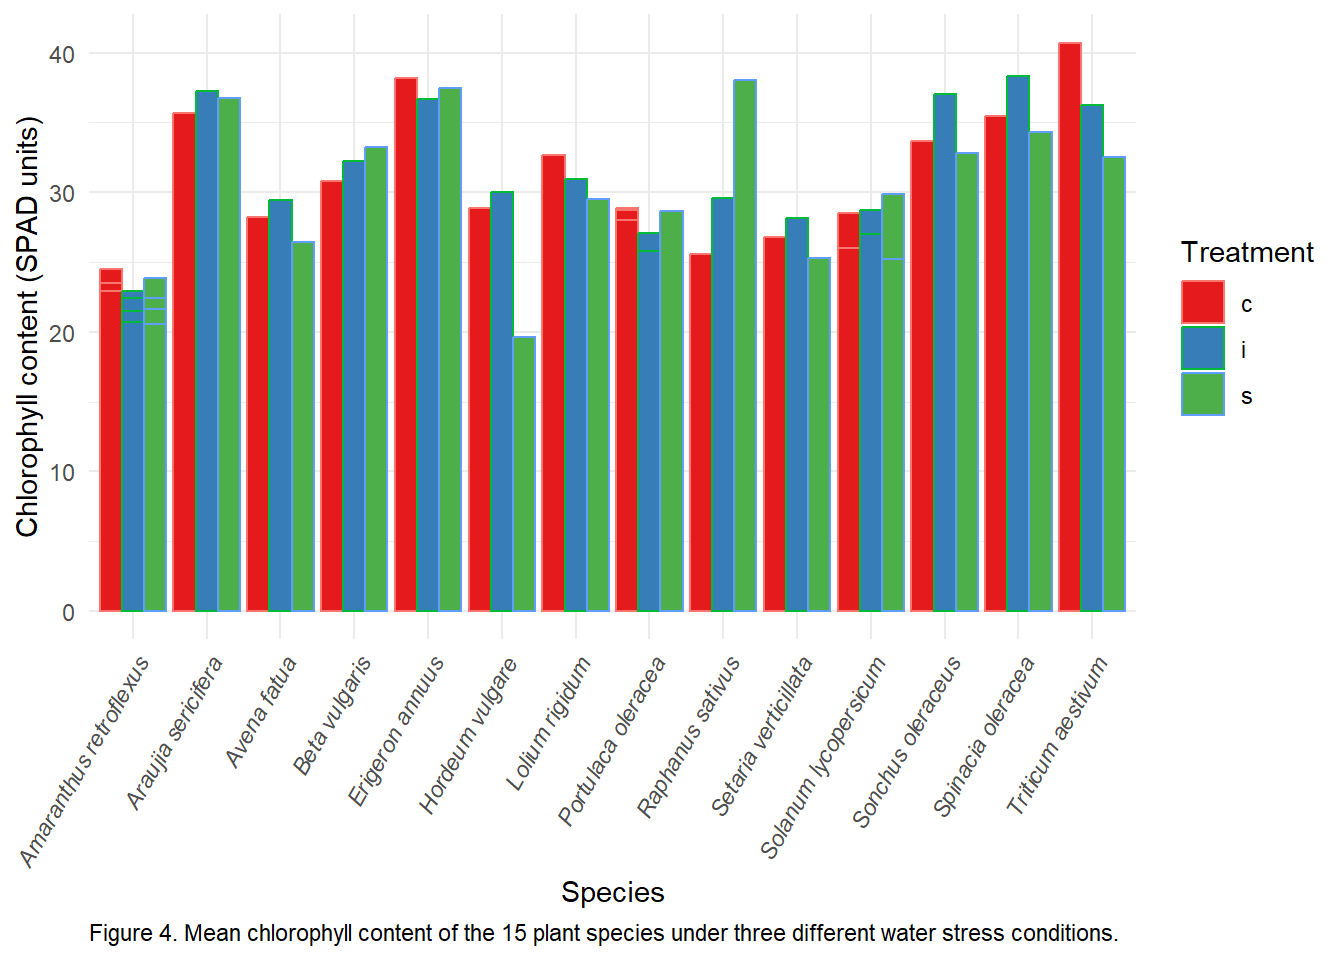 Chlorophyll content (SPAD units)
40
30
20
10
0
Amaranthus retroflexus
Araujia sericifera
Avena fatua
Beta vulgaris
Erigeron annuus
Hordeum vulgare
Lolium rigidum
Portulaca oleracea
Raphanus sativus
Setaria verticillata
Solanum lycopersicum
Sonchus oleraceus
Spinacia oleracea
Triticum aestivum
Species
Treatment
c
i
s
Figure 4. Mean chlorophyll content of the 15 plant species under three different water stress conditions.